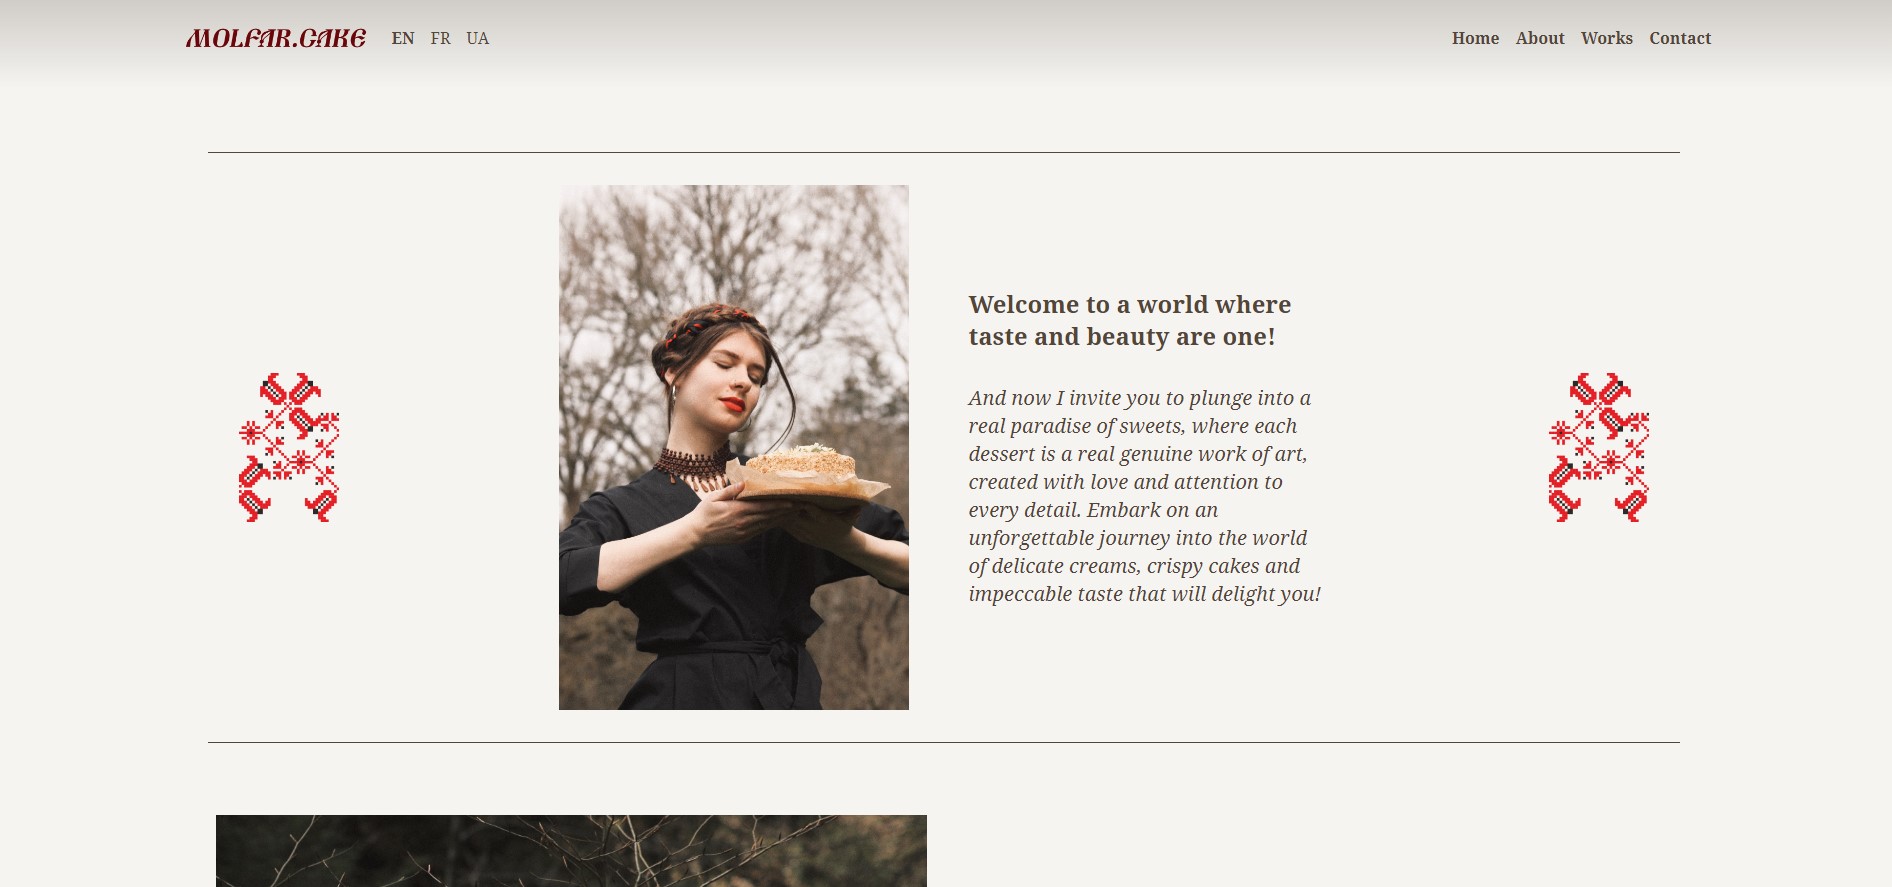 MOLFAR.CAKE EN FR UA Home About Works Contact
Welcome to a world where
taste and beauty are one!
And now I invite you to plunge into a
real paradise of sweets, where each
dessert is a real genuine work of art,
created with love and attention to
every detail. Embark on an
unforgettable journey into the world
of delicate creams, crispy cakes and
impeccable taste that will delight you!